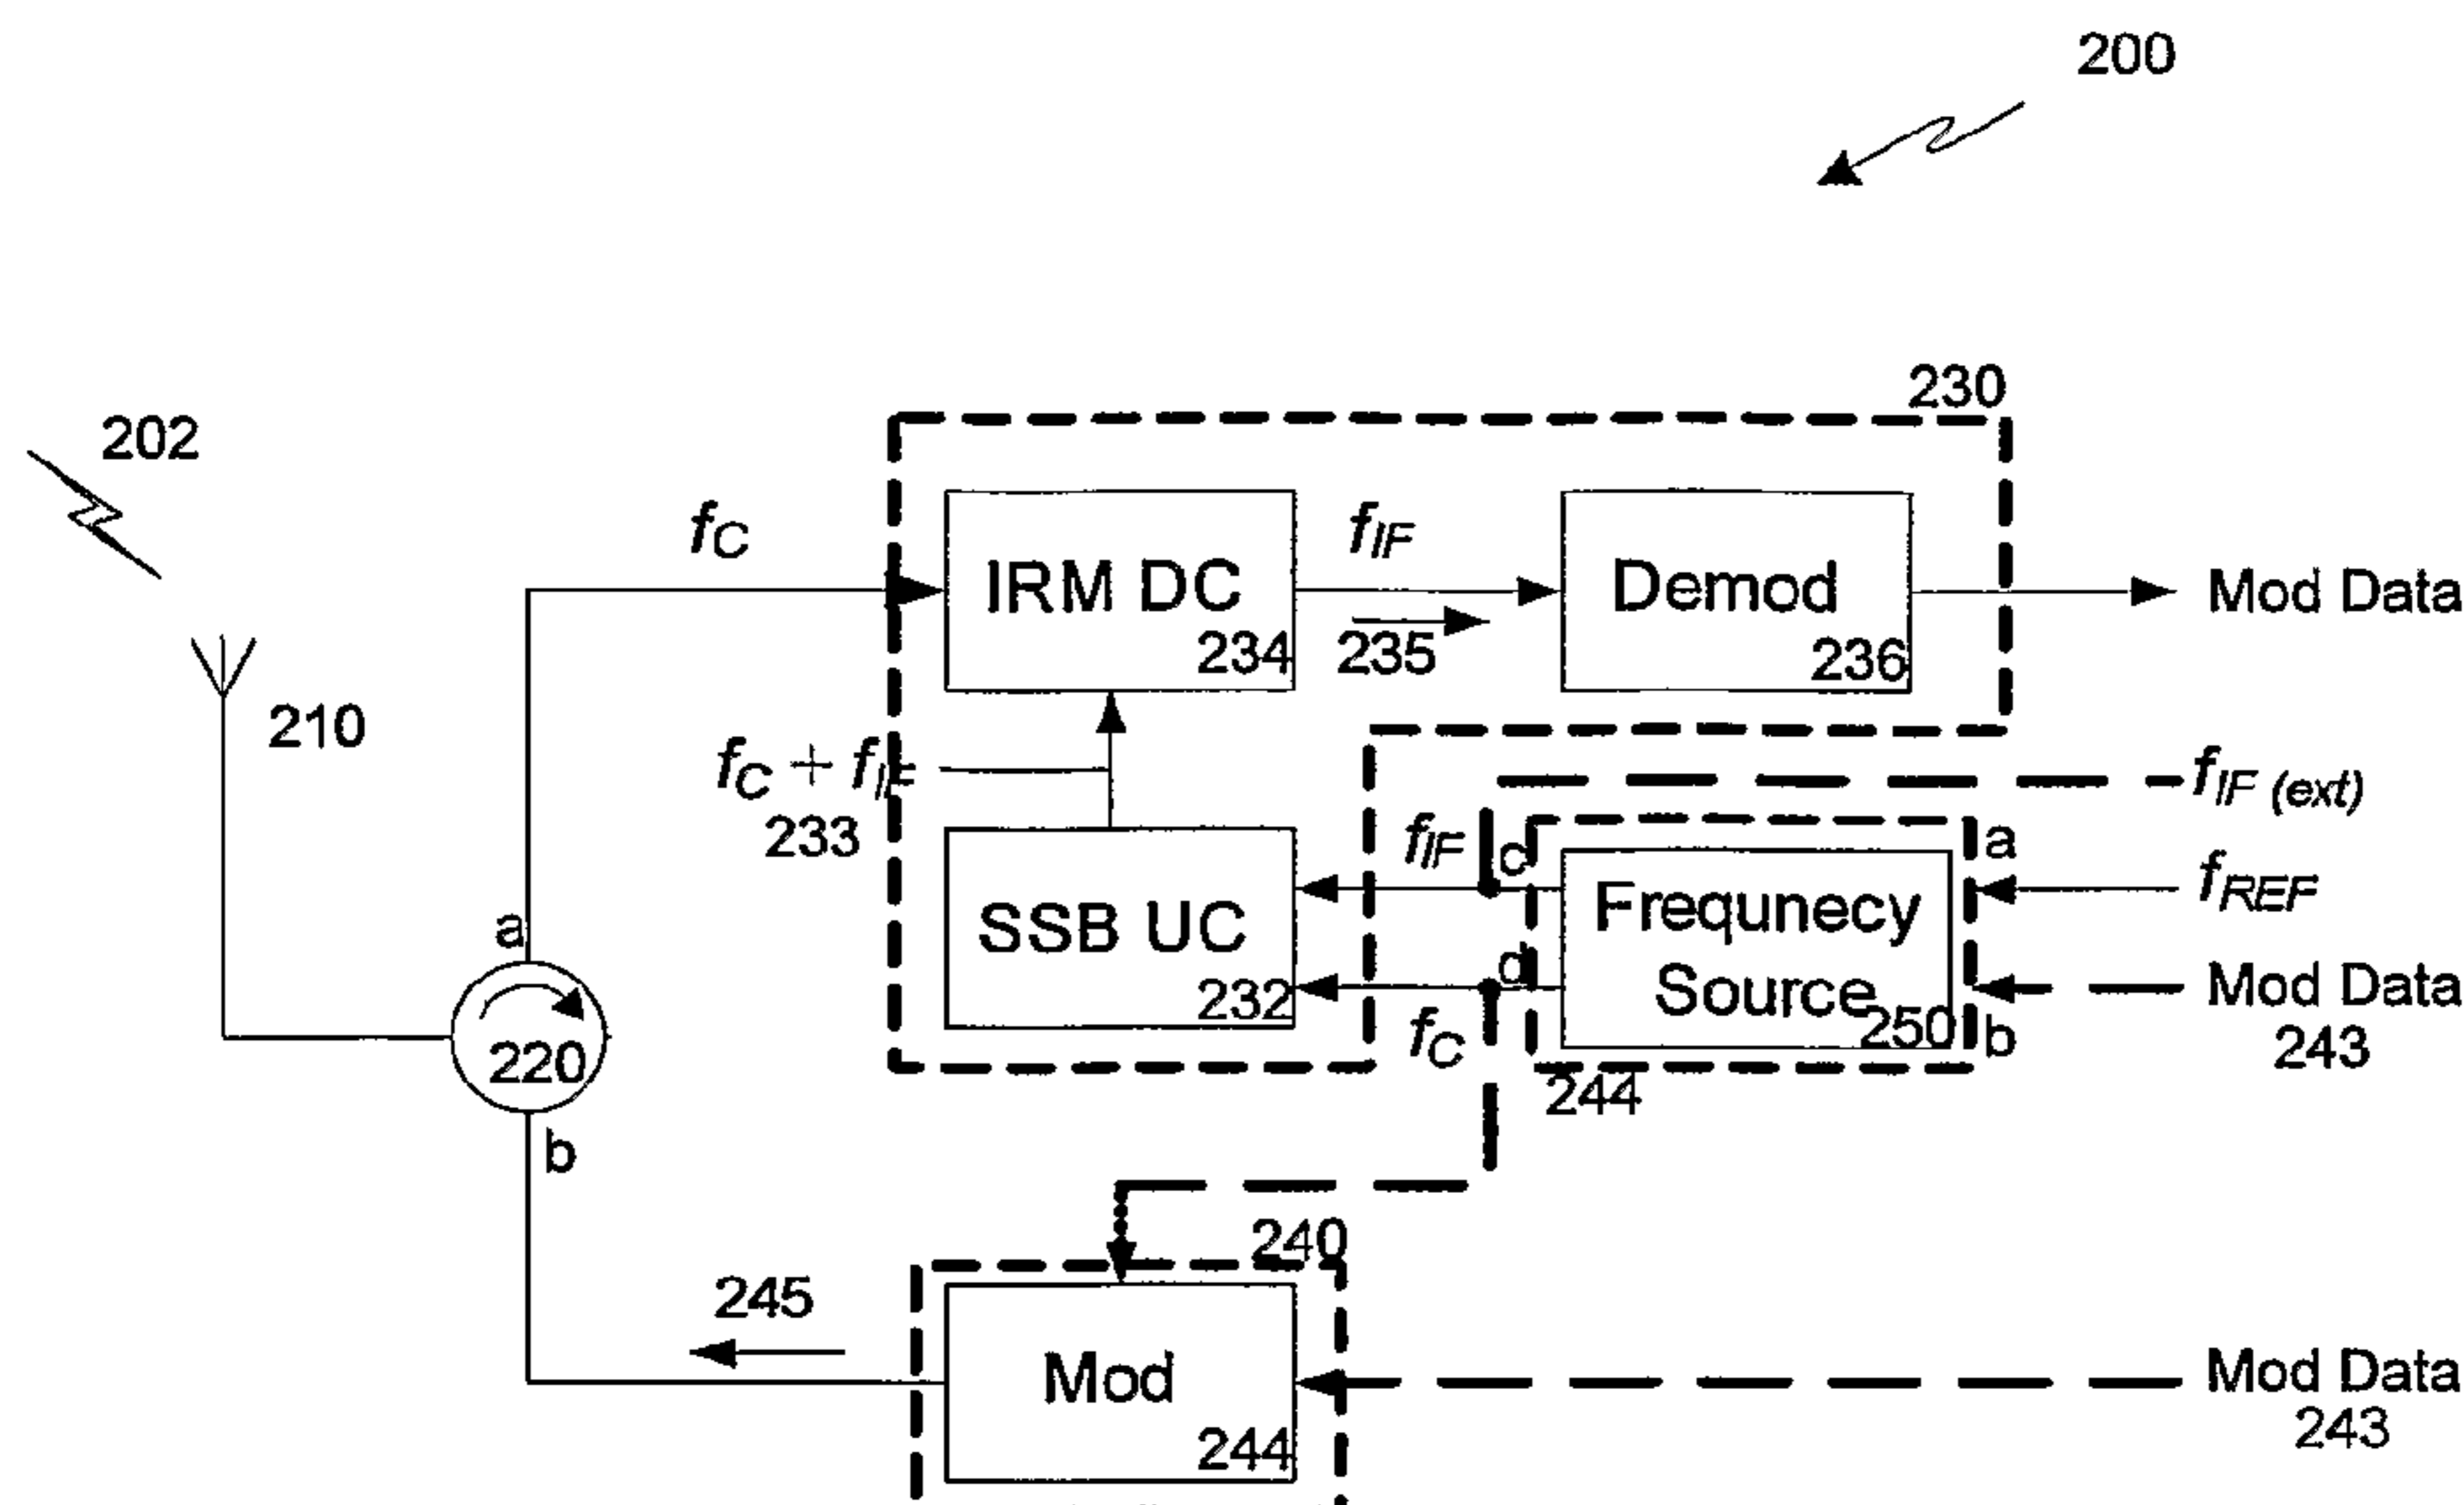 200
202
230
fC
IRM DC
234
fIF
235
Demod
236
Mod Data
210
fC + fIF
233
fIF (ext)
fIF
c
a
fREF
SSB UC
232
Frequnecy
Source
250
d
fC
b
Mod Data
243
244
a
220
b
240
245
Mod
244
Mod Data
243